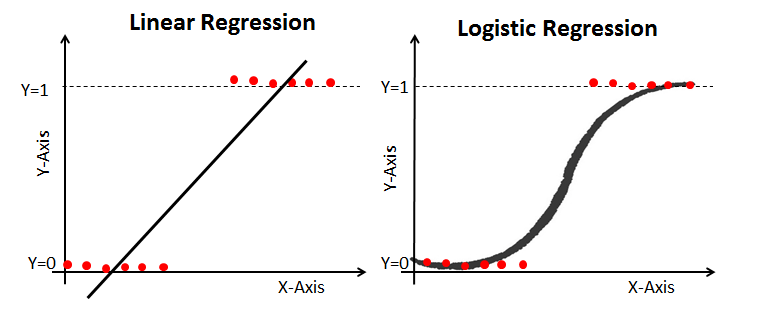 Linear Regression
Y=1
Y-Axis
Y=0
X-Axis
Logistic Regression
Y=1
Y-Axis
Y=0
X-Axis